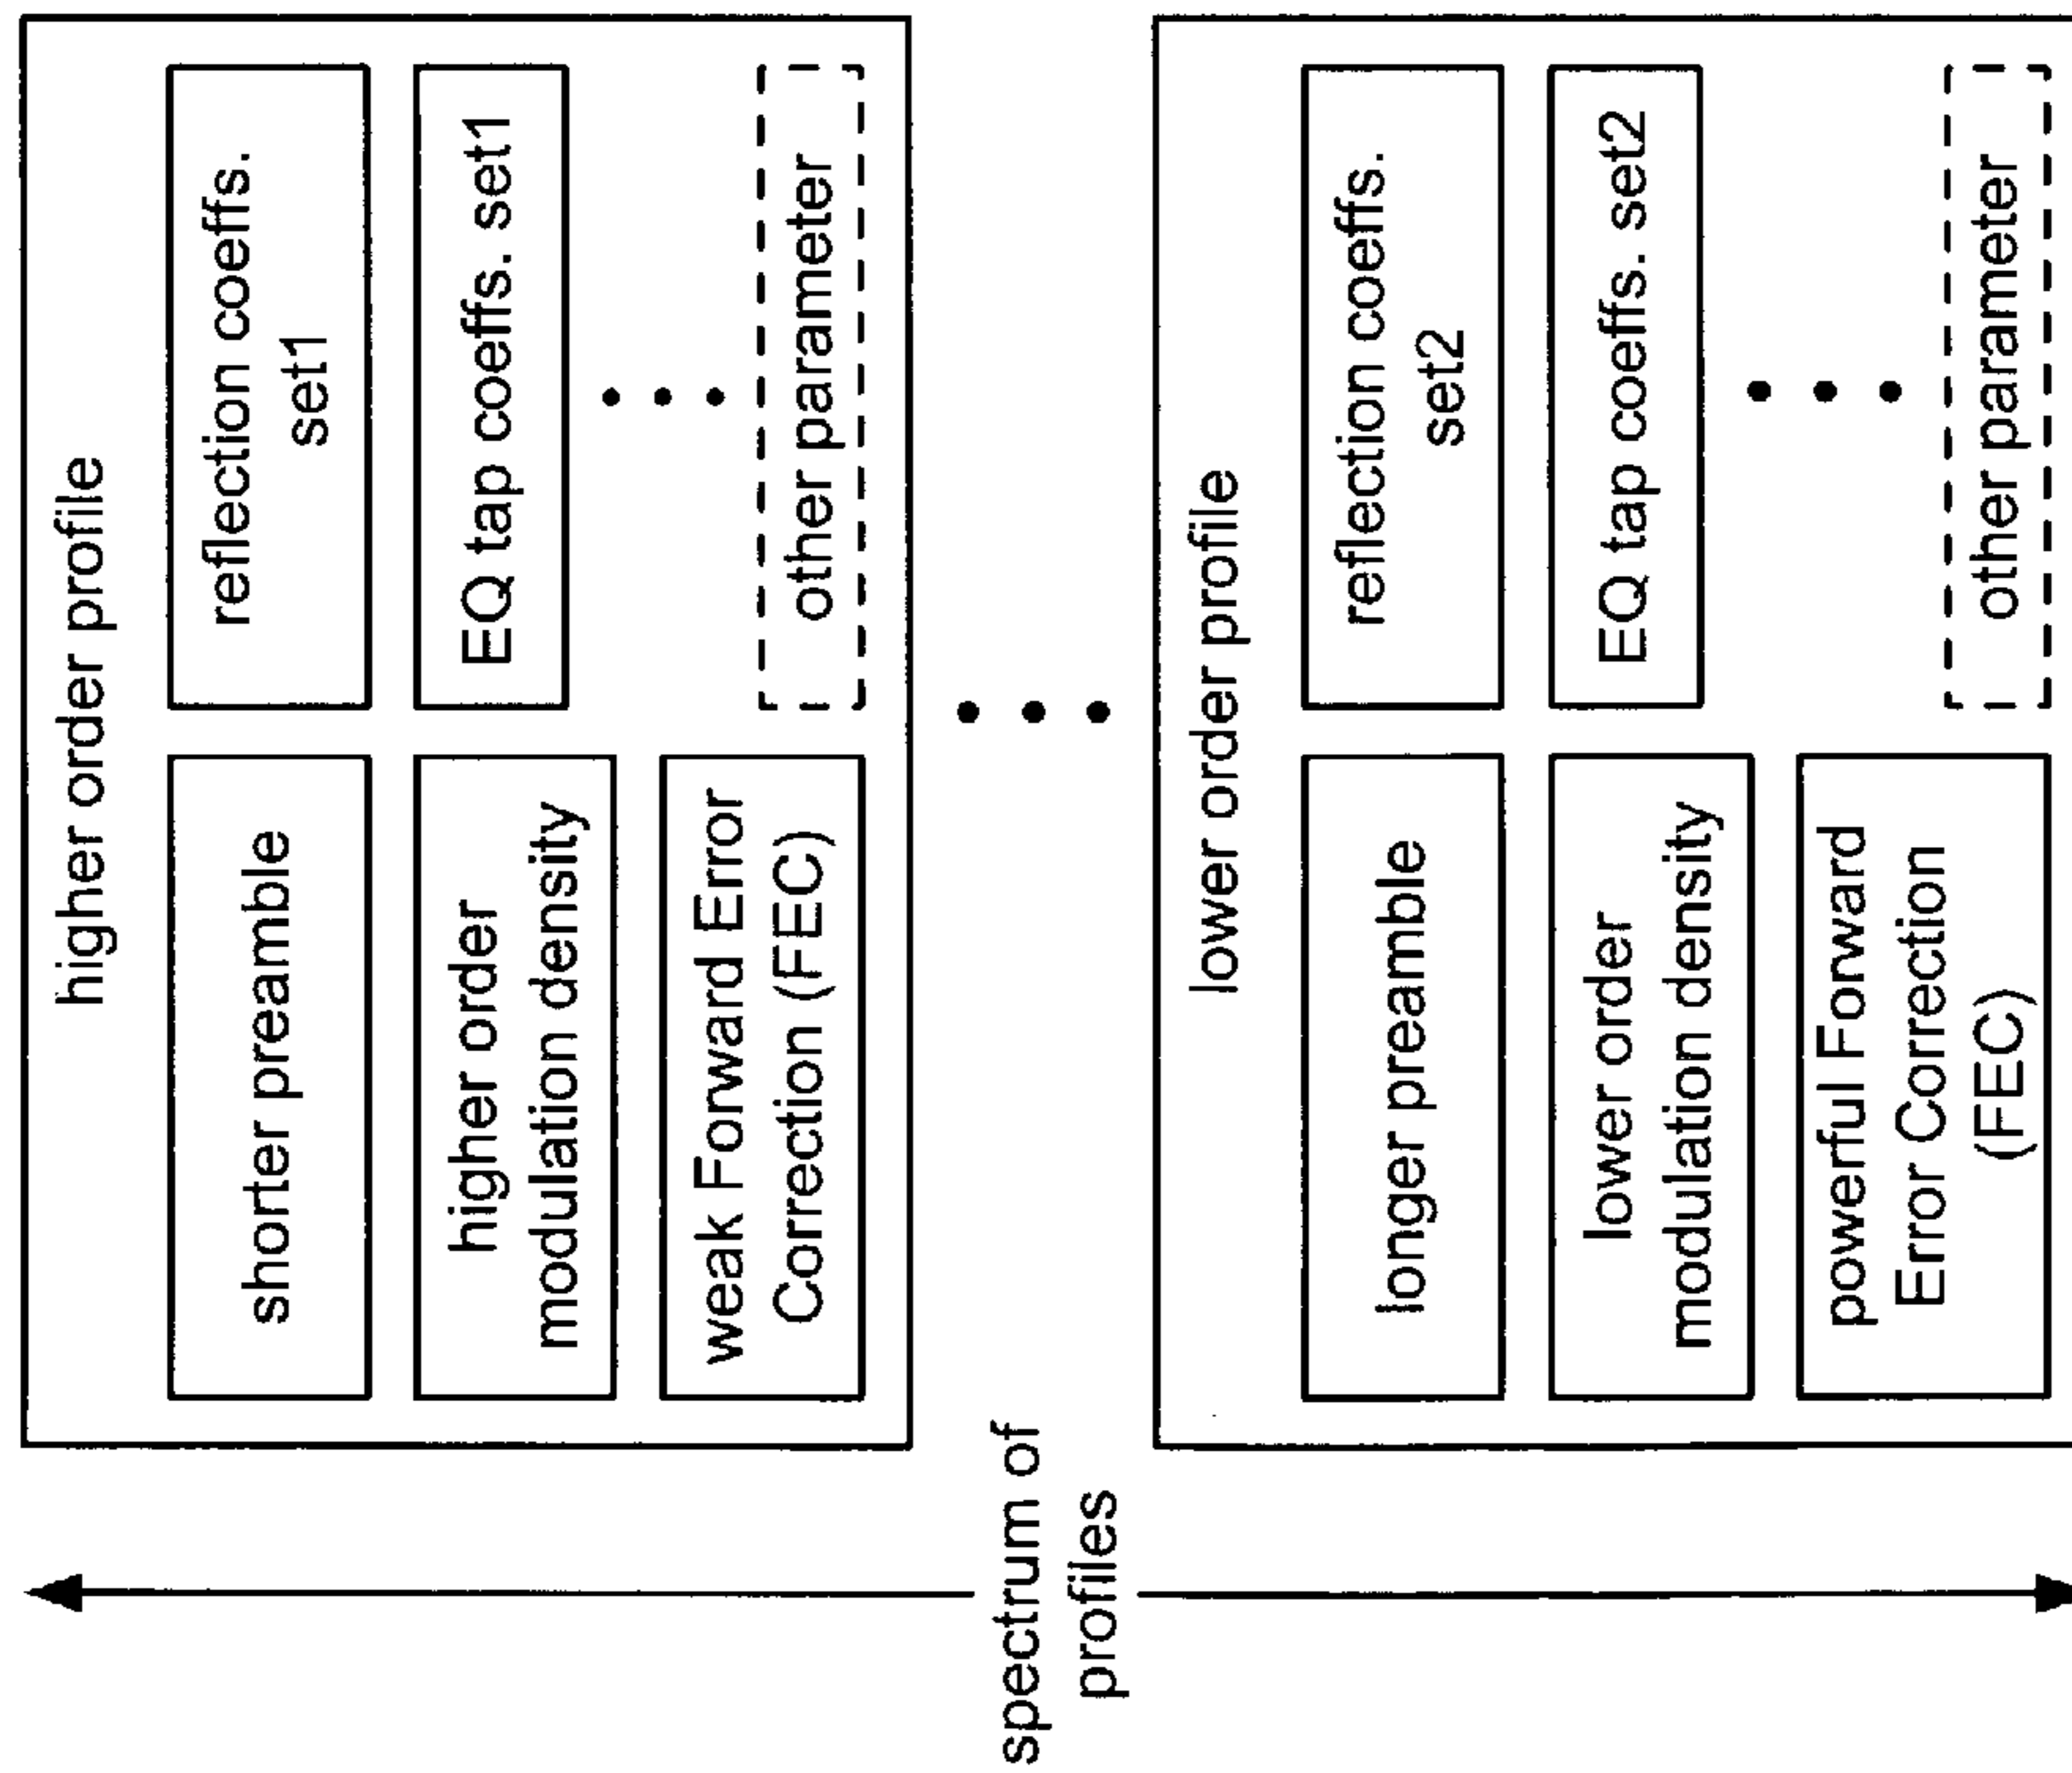 higher order profile
shorter preamble
higher order
modulation density
weak Forward Error
Correction (FEC)
reflection coeffs.
set1
EQ tap coeffs. set1
other parameter
spectrum of
profiles
lower order profile
longer preamble
lower order
modulation density
powerful Forward
Error Correction
(FEC)
reflection coeffs.
set2
EQ tap coeffs. set2
other parameter